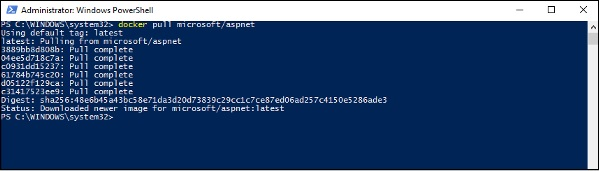 Administrator: Windows PowerShell
PS C:\WINDOWS\system32> docker pull microsoft/aspnet
Using default tag: latest
latest: Pulling from microsoft/aspnet
3889bb8d808b: Pull complete
04ee5d718c7a: Pull complete
c0931dd15237: Pull complete
61784b745c20: Pull complete
d05122f129ca: Pull complete
c31417523ee9: Pull complete
Digest: sha256:48e6b45a43bc58e71da3d20d73839c29cc1c7ce87ed06ad257c4150e5286ade3
Status: Downloaded newer image for microsoft/aspnet:latest
PS C:\WINDOWS\system32>